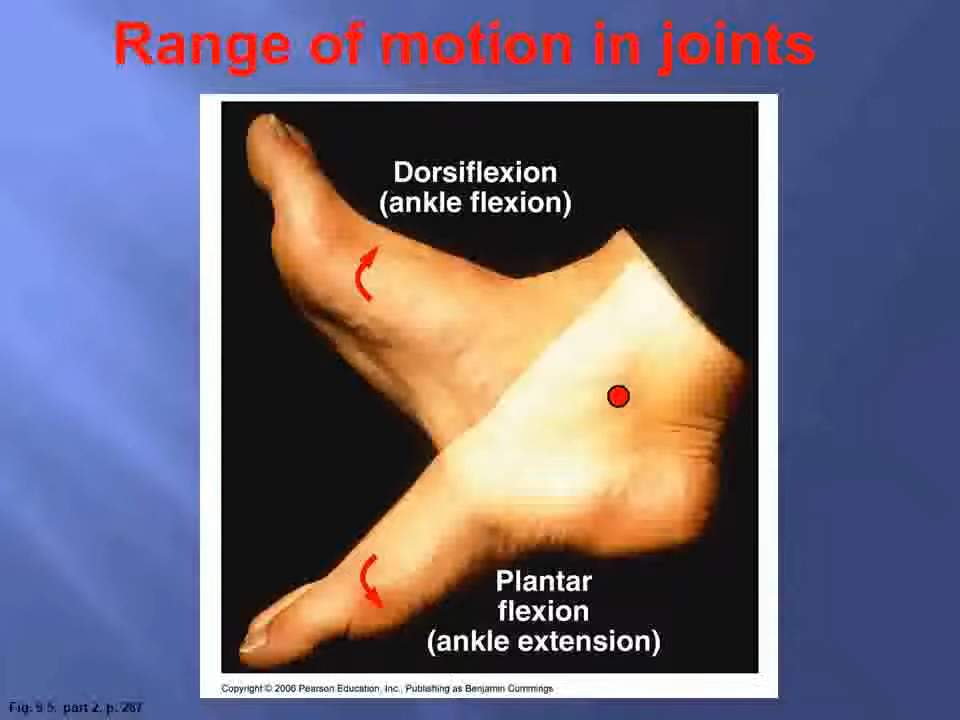 Range of motion in joints
Dorsiflexion
(ankle flexion)
Plantar
flexion
(ankle extension)
Copyright © 2006 Pearson Education, Inc., Publishing as Benjamin Cummings
Fig. 9.5, part 2, p. 267